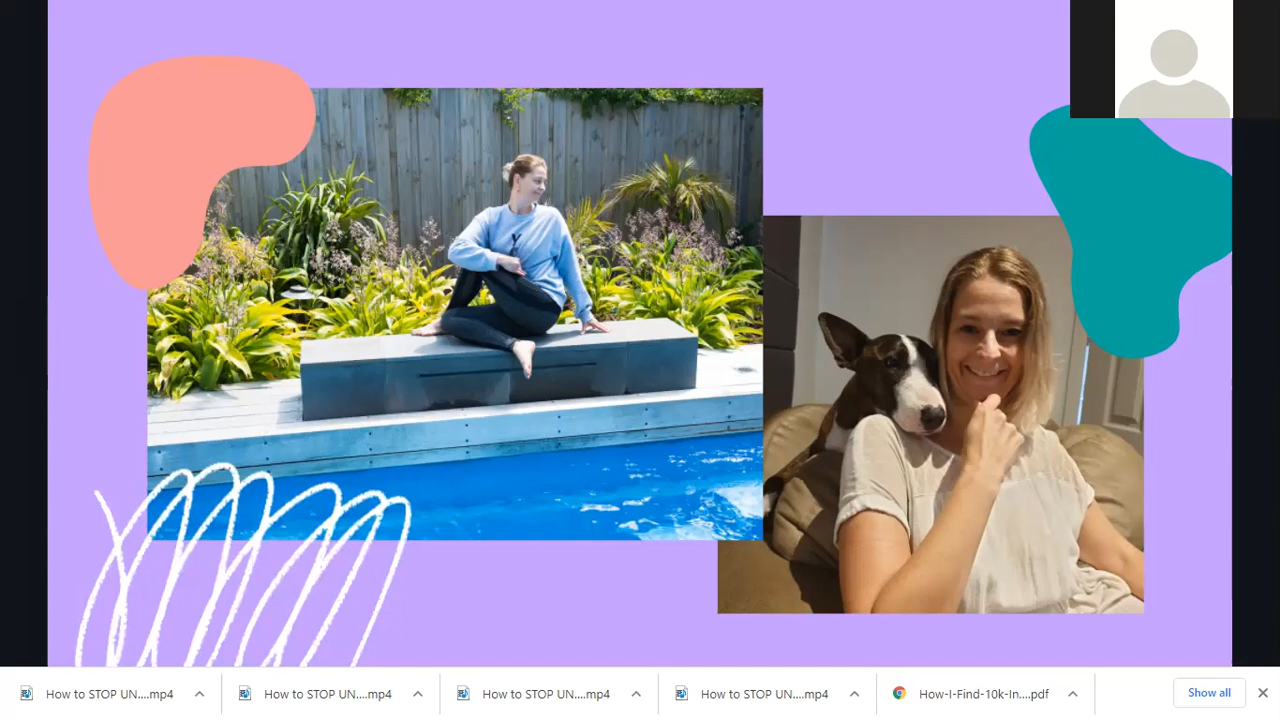 How to STOP UN....mp4
How to STOP UN....mp4
How to STOP UN....mp4
How to STOP UN....mp4
How-I-Find-10k-In....pdf
Show all